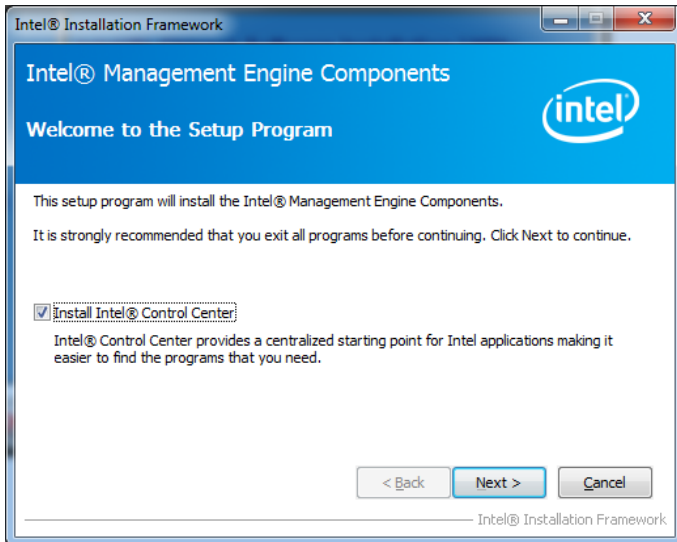 Intel® Installation Framework
Intel® Management Engine Components
intel
Welcome to the Setup Program
This setup program will install the Intel® Management Engine Components.
It is strongly recommended that you exit all programs before continuing. Click Next to continue.
Install Intel® Control Center
Intel® Control Center provides a centralized starting point for Intel applications making it
easier to find the programs that you need.
< Back Next > Cancel
Intel® Installation Framework